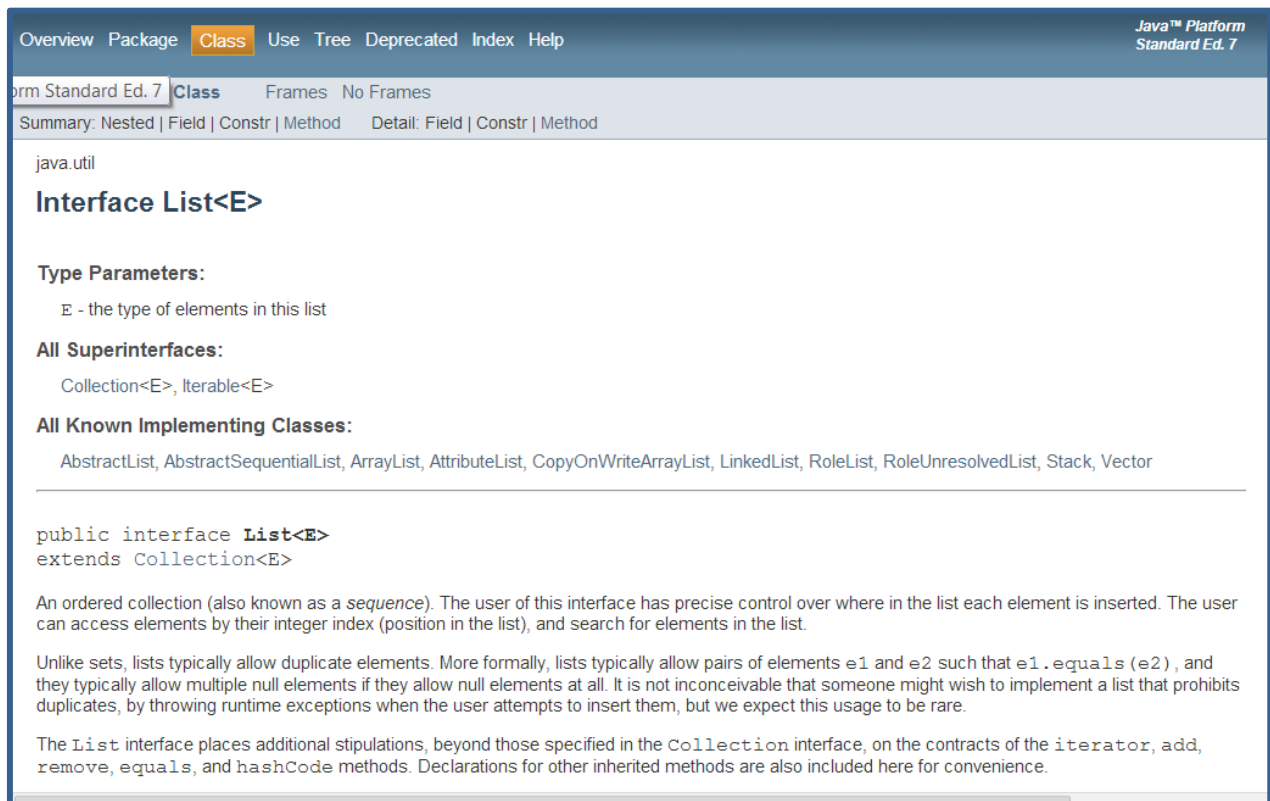 Overview Package Class Use Tree Deprecated Index Help
Java™ Platform
Standard Ed. 7
orm Standard Ed. 7 Class Frames No Frames
Summary: Nested | Field | Constr | Method Detail: Field | Constr | Method
java.util
Interface List<E>
Type Parameters:
E - the type of elements in this list
All Superinterfaces:
Collection<E>, Iterable<E>
All Known Implementing Classes:
AbstractList, AbstractSequentialList, ArrayList, AttributeList, CopyOnWriteArrayList, LinkedList, RoleList, RoleUnresolvedList, Stack, Vector
public interface List<E>
extends Collection<E>
An ordered collection (also known as a sequence). The user of this interface has precise control over where in the list each element is inserted. The user
can access elements by their integer index (position in the list), and search for elements in the list.
Unlike sets, lists typically allow duplicate elements. More formally, lists typically allow pairs of elements e1 and e2 such that e1.equals(e2), and
they typically allow multiple null elements if they allow null elements at all. It is not inconceivable that someone might wish to implement a list that prohibits
duplicates, by throwing runtime exceptions when the user attempts to insert them, but we expect this usage to be rare.
The List interface places additional stipulations, beyond those specified in the Collection interface, on the contracts of the iterator, add,
remove, equals, and hashCode methods. Declarations for other inherited methods are also included here for convenience.